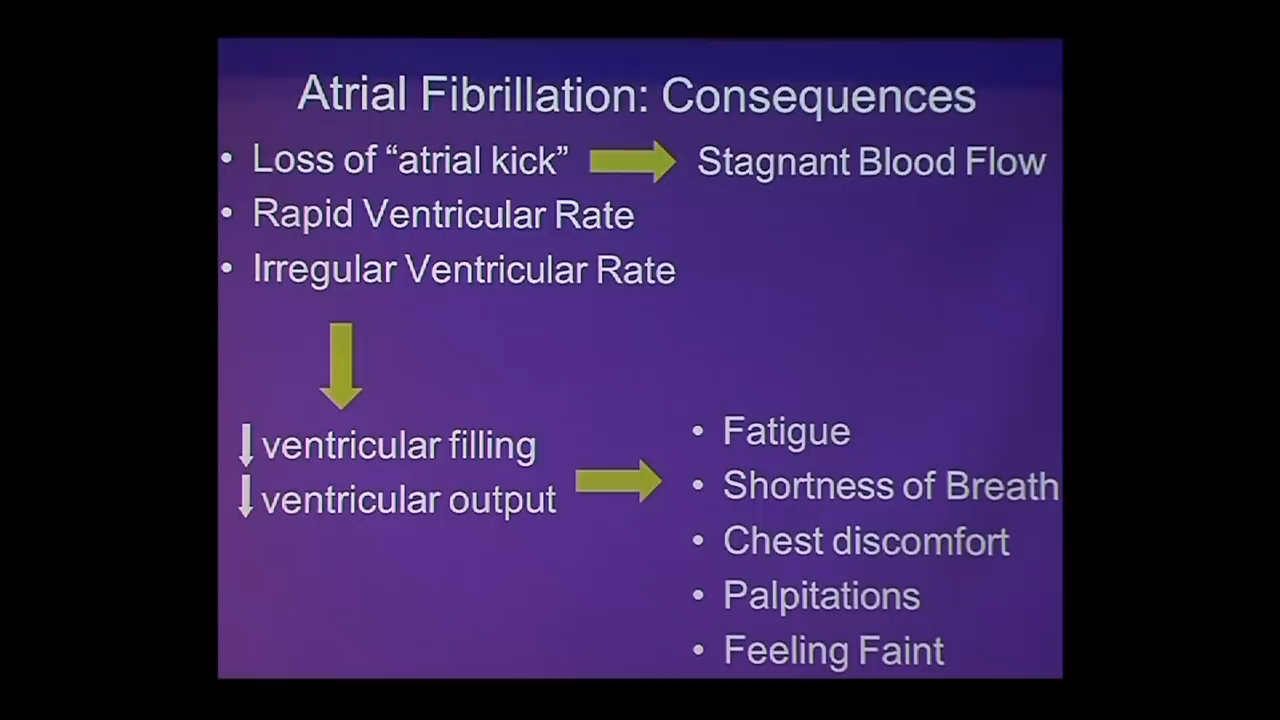 Atrial Fibrillation: Consequences
• Loss of “atrial kick”
Stagnant Blood Flow
• Rapid Ventricular Rate
• Irregular Ventricular Rate
ventricular filling
ventricular output
• Fatigue
• Shortness of Breath
• Chest discomfort
• Palpitations
• Feeling Faint